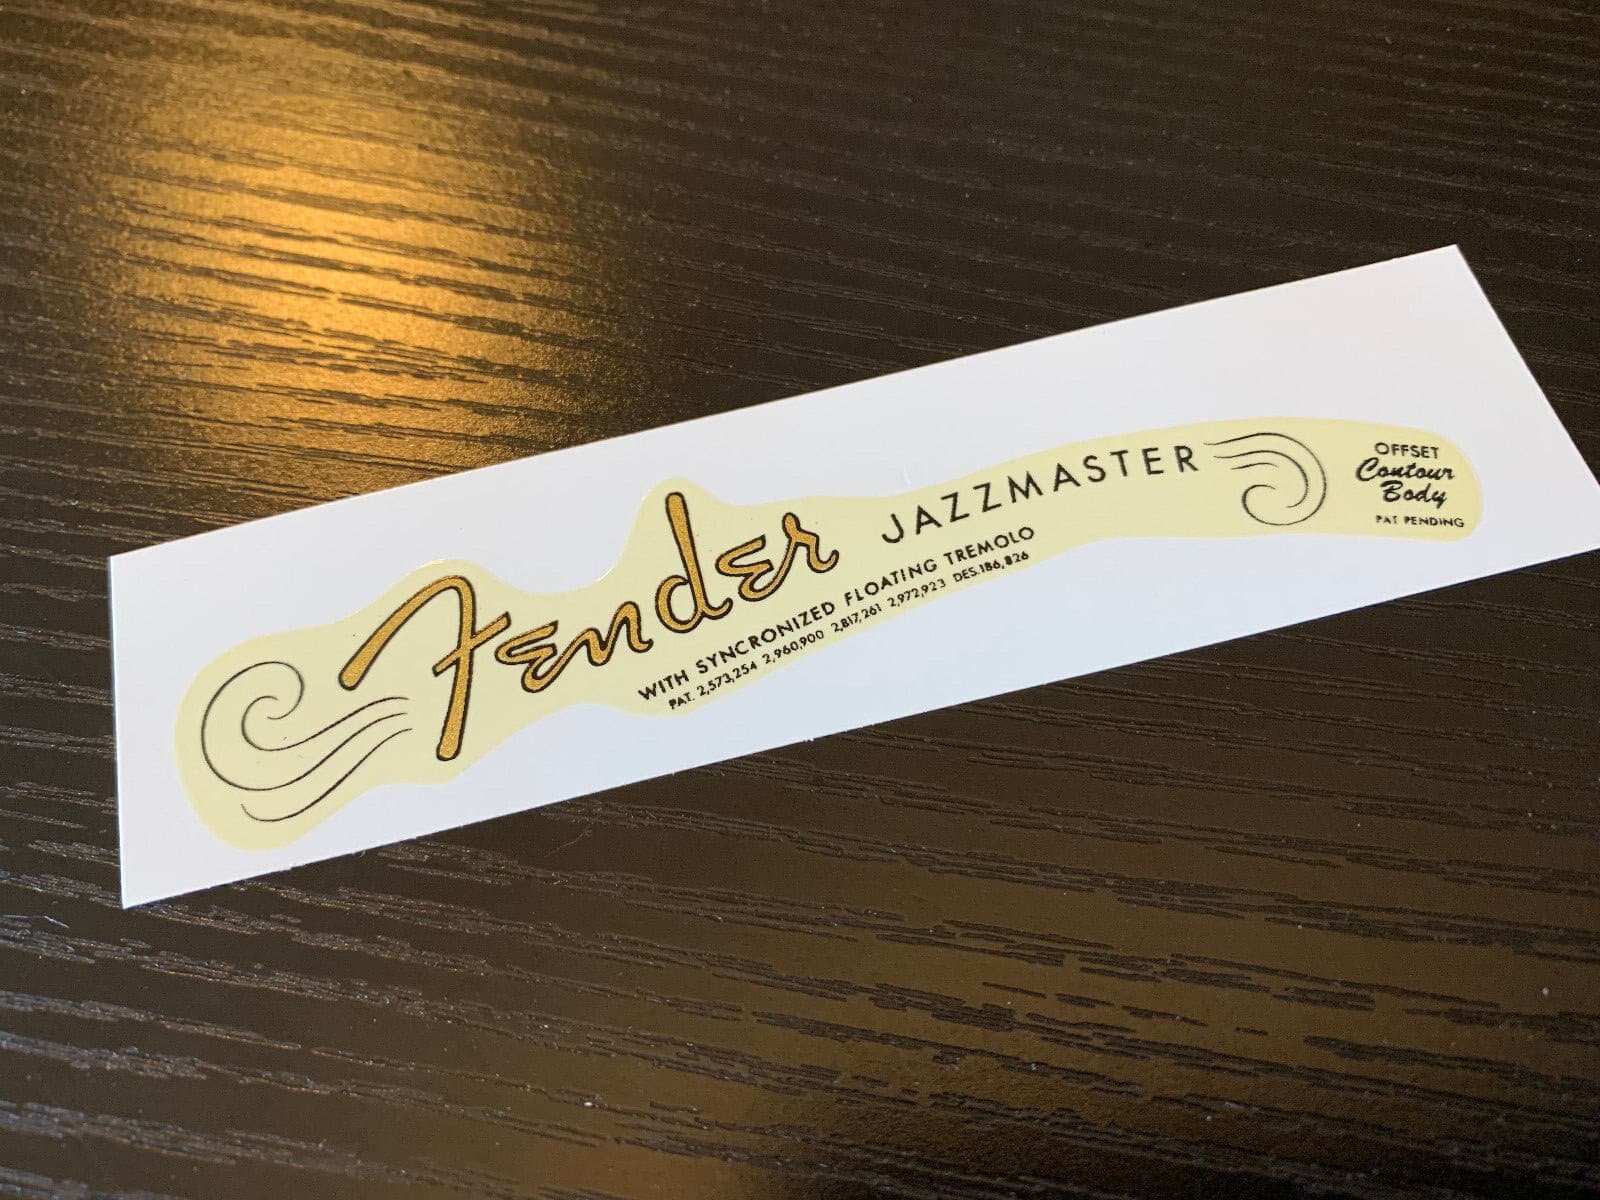 Fender JAZZMASTER
WITH SYNCRONIZED FLOATING TREMOLO
PAT. 2,573,254 2,960,900 2,817,261 2,972,923 DES.186,826
OFFSET
Contour
Body
PAT PENDING